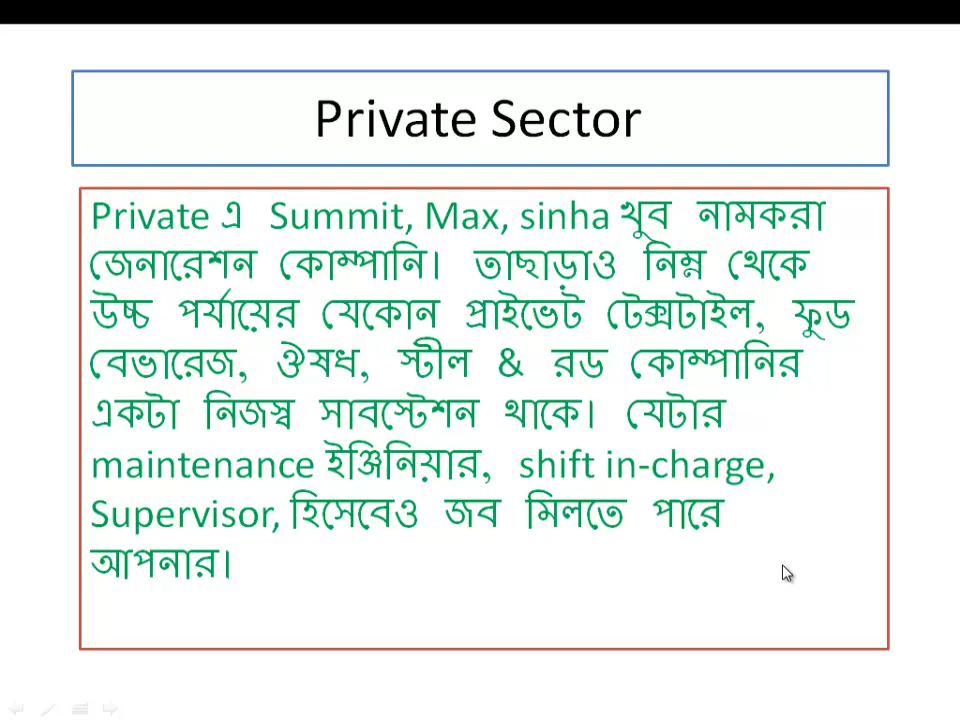 Private Sector
Private এ Summit, Max, sinha খুব নামকরা
জেনারেশন কোম্পানি। তাছাড়াও নিম্ন থেকে
উচ্চ পর্যায়ের যেকোন প্রাইভেট টেক্সটাইল, ফুড
বেভারেজ, ঔষধ, স্টীল & রড কোম্পানির
একটা নিজস্ব সাবস্টেশন থাকে। যেটার
maintenance ইঞ্জিনিয়ার, shift in-charge,
Supervisor, হিসেবেও জব মিলতে পারে
আপনার।